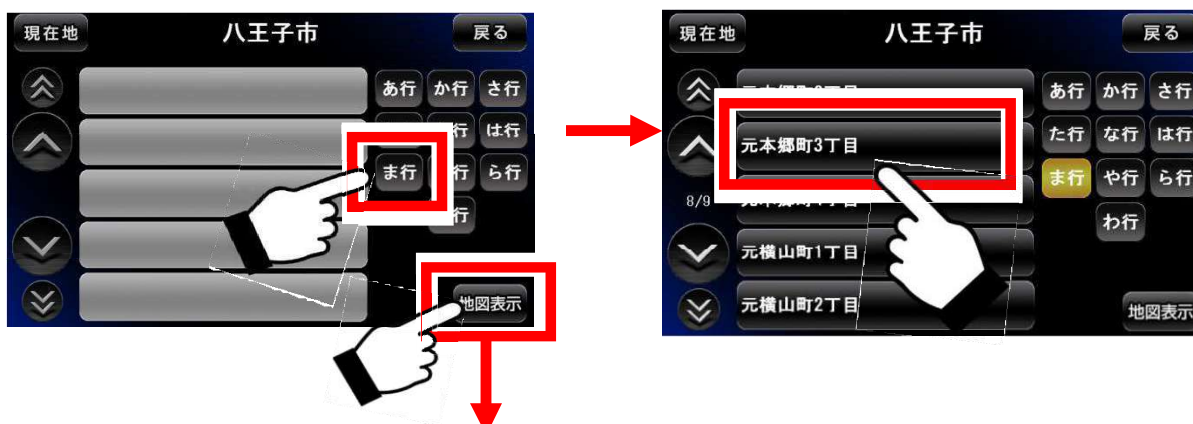 現在地
八王子市
戻る
あ行
か行
さ行
行
は行
ま行
行
ら行
行
地図表示
現在地
八王子市
戻る
元本郷町3丁目
8/9
元横山町1丁目
元横山町2丁目
あ行
か行
さ行
た行
な行
は行
ま行
や行
ら行
わ行
地図表示